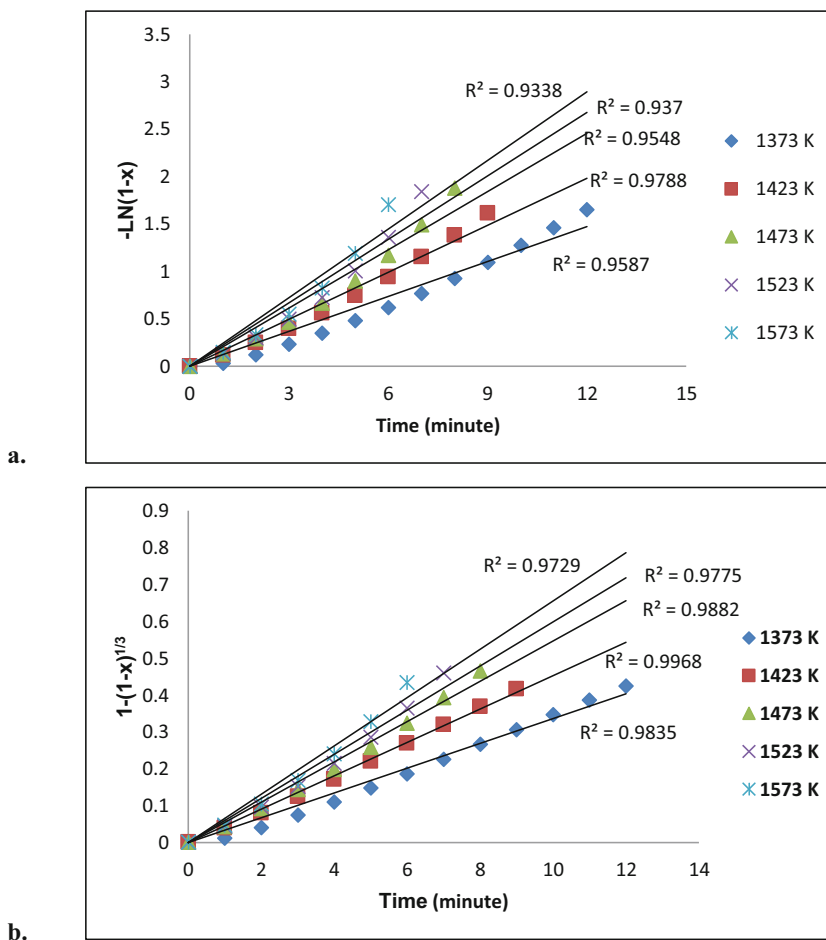 3.5
3
2.5
2
1.5
1
0.5
0
-LN(1-x)
R² = 0.9338
R² = 0.937
R² = 0.9548
R² = 0.9788
R² = 0.9587
0 3 6 9 12 15
Time (minute)
1373 K
1423 K
1473 K
1523 K
1573 K
a.
0.9
0.8
0.7
0.6
0.5
0.4
0.3
0.2
0.1
0
1-(1-x)^1/3
R² = 0.9729
R² = 0.9775
R² = 0.9882
R² = 0.9968
R² = 0.9835
0 2 4 6 8 10 12 14
Time (minute)
1373 K
1423 K
1473 K
1523 K
1573 K
b.